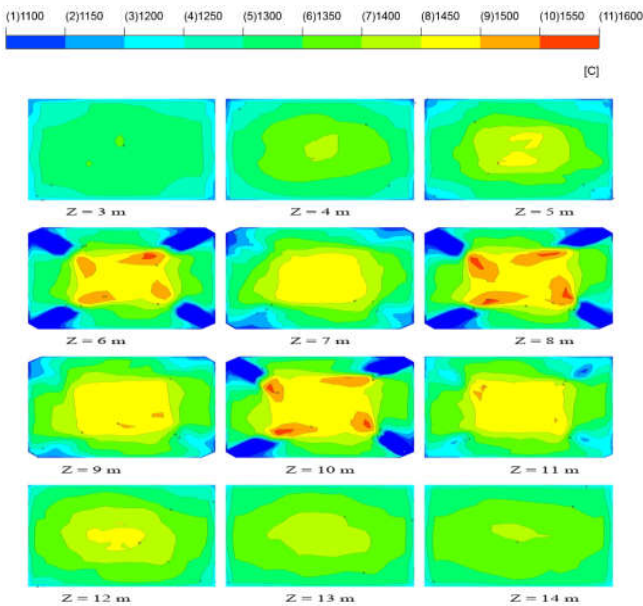 (1)1100 (2)1150 (3)1200 (4)1250 (5)1300 (6)1350 (7)1400 (8)1450 (9)1500 (10)1550 (11)1600
[C]
Z = 3 m Z = 4 m Z = 5 m
Z = 6 m Z = 7 m Z = 8 m
Z = 9 m Z = 10 m Z = 11 m
Z = 12 m Z = 13 m Z = 14 m